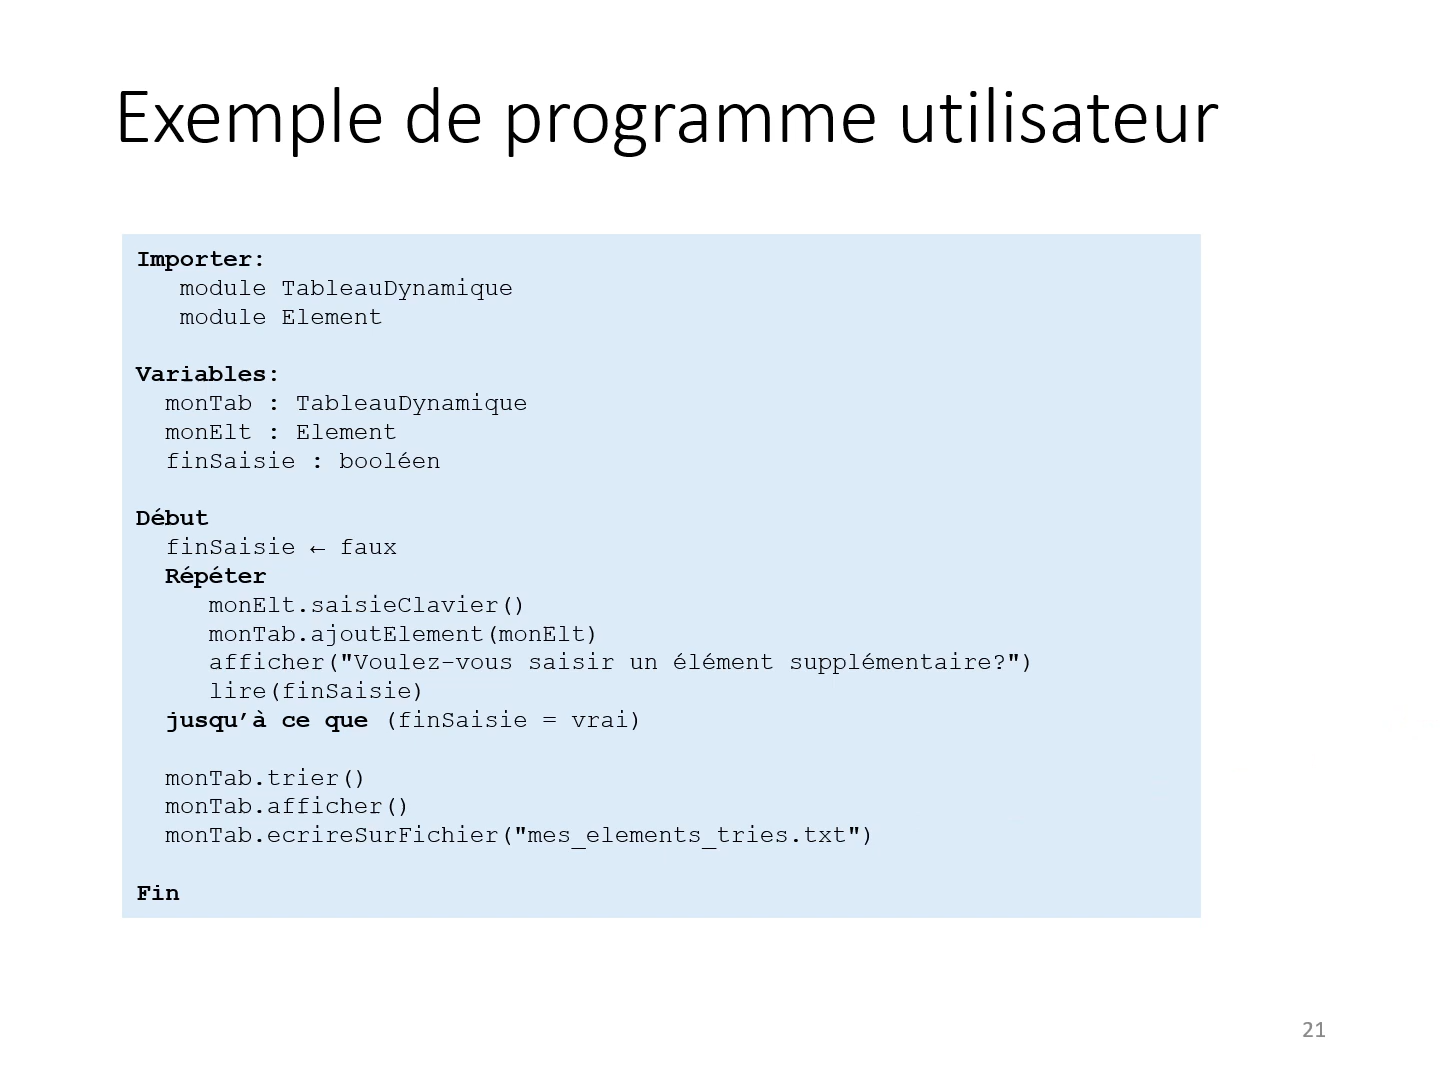 Exemple de programme utilisateur
Importer:
module TableauDynamique
module Element
Variables:
monTab : TableauDynamique
monElt : Element
finSaisie : booléen
Début
finSaisie ← faux
Répéter
monElt.saisieClavier()
monTab.ajoutElement(monElt)
afficher("Voulez-vous saisir un élément supplémentaire?")
lire(finSaisie)
jusqu’à ce que (finSaisie = vrai)
monTab.trier()
monTab.afficher()
monTab.ecrireSurFichier("mes_elements_tries.txt")
Fin
21